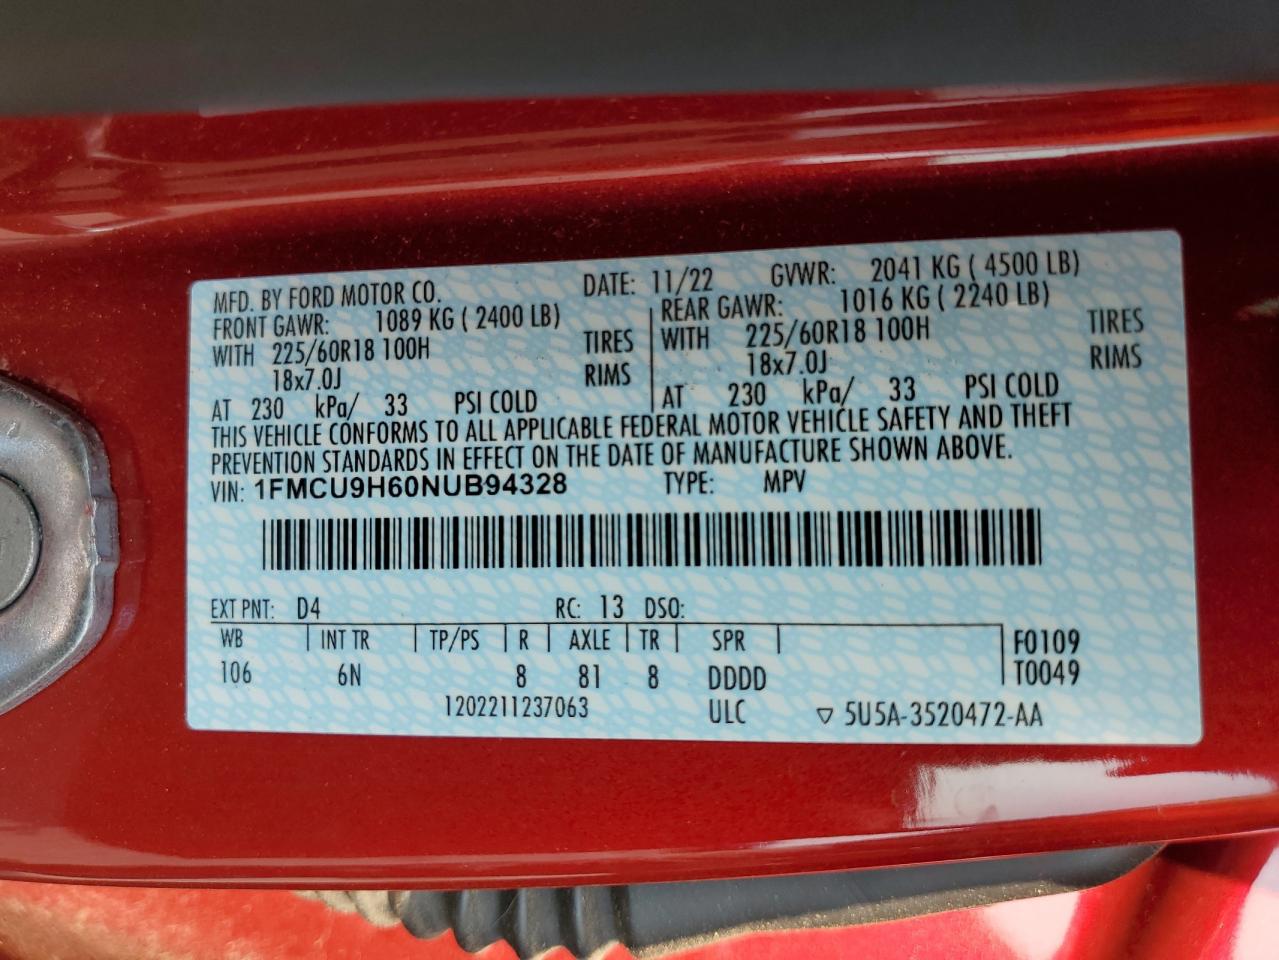 MFD. BY FORD MOTOR CO. DATE: 11/22 GVWR: 2041 KG ( 4500 LB)
FRONT GAWR: 1089 KG ( 2400 LB) REAR GAWR: 1016 KG ( 2240 LB)
WITH 225/60R18 100H TIRES WITH 225/60R18 100H TIRES
18x7.0J RIMS 18x7.0J RIMS
AT 230 kPa/ 33 PSI COLD AT 230 kPa/ 33 PSI COLD
THIS VEHICLE CONFORMS TO ALL APPLICABLE FEDERAL MOTOR VEHICLE SAFETY AND THEFT
PREVENTION STANDARDS IN EFFECT ON THE DATE OF MANUFACTURE SHOWN ABOVE.
VIN: 1FMCU9H60NUB94328 TYPE: MPV
EXT PNT: D4 RC: 13 DSO:
WB INT TR TP/PS R AXLE TR SPR F0109
106 6N 8 81 8 DDDD T0049
1202211237063 ULC ▽ 5U5A-3520472-AA